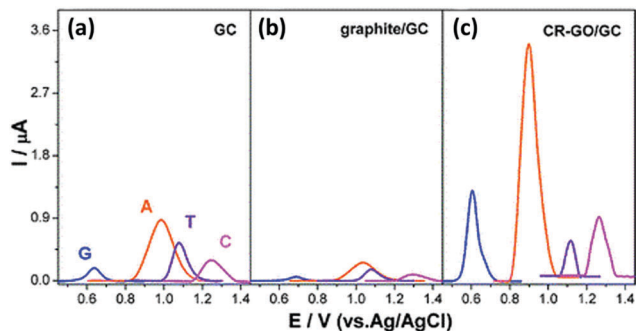 (a) GC (b) graphite/GC (c) CR-GO/GC
3.6
2.7
1.8
0.9
0.0
I / μA
G A T C
0.6 0.8 1.0 1.2 1.4 0.6 0.8 1.0 1.2 1.4 0.6 0.8 1.0 1.2 1.4
E / V (vs.Ag/AgCl)